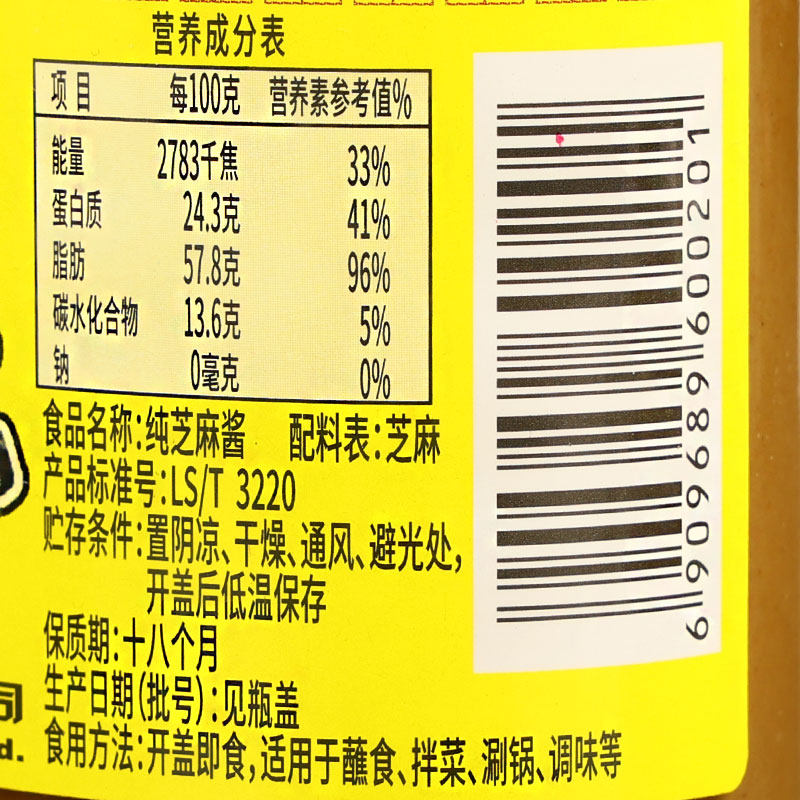 营养成分表
项目 每100克 营养素参考值%
能量 2783千焦 33%
蛋白质 24.3克 41%
脂肪 57.8克 96%
碳水化合物 13.6克 5%
钠 0毫克 0%
食品名称:纯芝麻酱 配料表:芝麻
产品标准号:LS/T 3220
贮存条件:置阴凉、干燥、通风、避光处,
开盖后低温保存
保质期:十八个月
生产日期(批号):见瓶盖
食用方法:开盖即食,适用于蘸食、拌菜、涮锅、调味等
司
d.
6909689600201